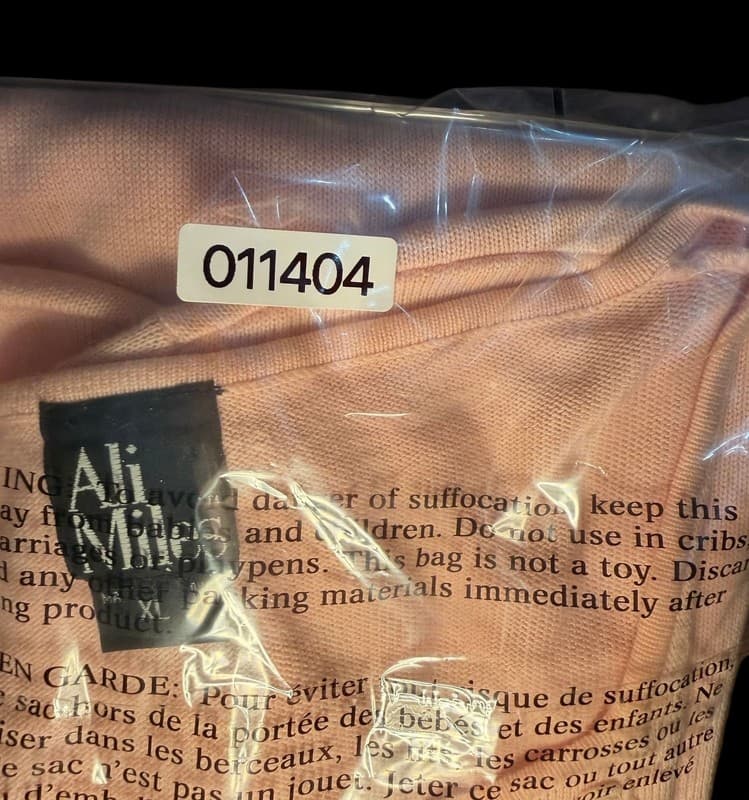 011404
Ali
Miles
XL
ING: To avoid danger of suffocation keep this
ay from babies and children. Do not use in cribs,
arriages or playpens. This bag is not a toy. Discar
d any other packing materials immediately after
ng product.
EN GARDE: Pour éviter tout risque de suffocation,
sac hors de la portée des bébés et des enfants. Ne
iser dans les berceaux, les lits, les carrosses ou les
e sac n'est pas un jouet. Jeter ce sac ou tout autre
d'emb oir enlevé